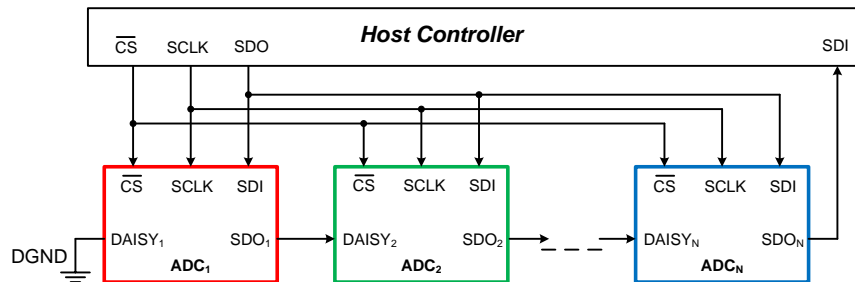 Host Controller
CS SCLK SDO SDI
CS SCLK SDI CS SCLK SDI CS SCLK SDI
DAISY₁ SDO₁ DAISY₂ SDO₂ DAISYN SDON
DGND
ADC₁ ADC₂ ADCN